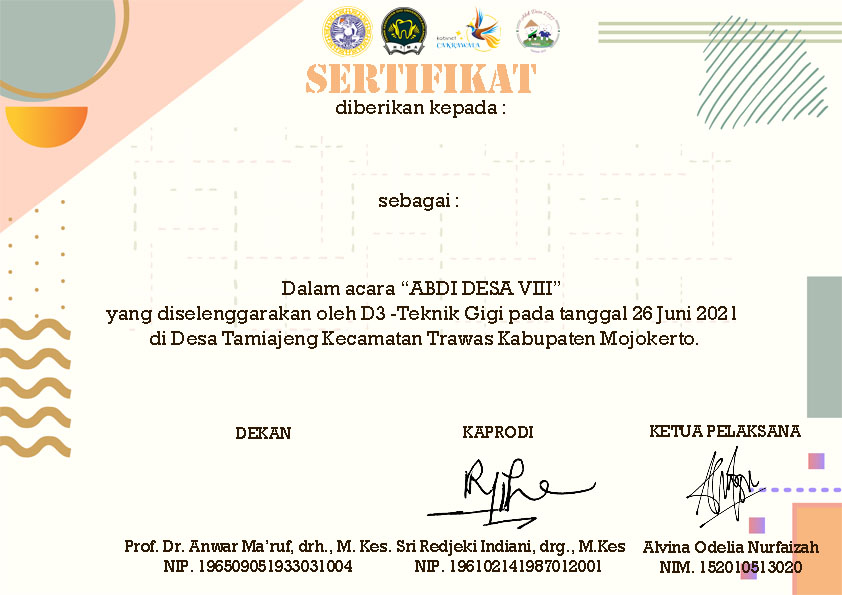 kabinet
CAKRAWALA
SERTIFIKAT
diberikan kepada :
sebagai :
Dalam acara “ABDI DESA VIII”
yang diselenggarakan oleh D3 -Teknik Gigi pada tanggal 26 Juni 2021
di Desa Tamiajeng Kecamatan Trawas Kabupaten Mojokerto.
DEKAN
KAPRODI
KETUA PELAKSANA
Prof. Dr. Anwar Ma’ruf, drh., M. Kes.
NIP. 196509051933031004
Sri Redjeki Indiani, drg., M.Kes
NIP. 196102141987012001
Alvina Odelia Nurfaizah
NIM. 152010513020